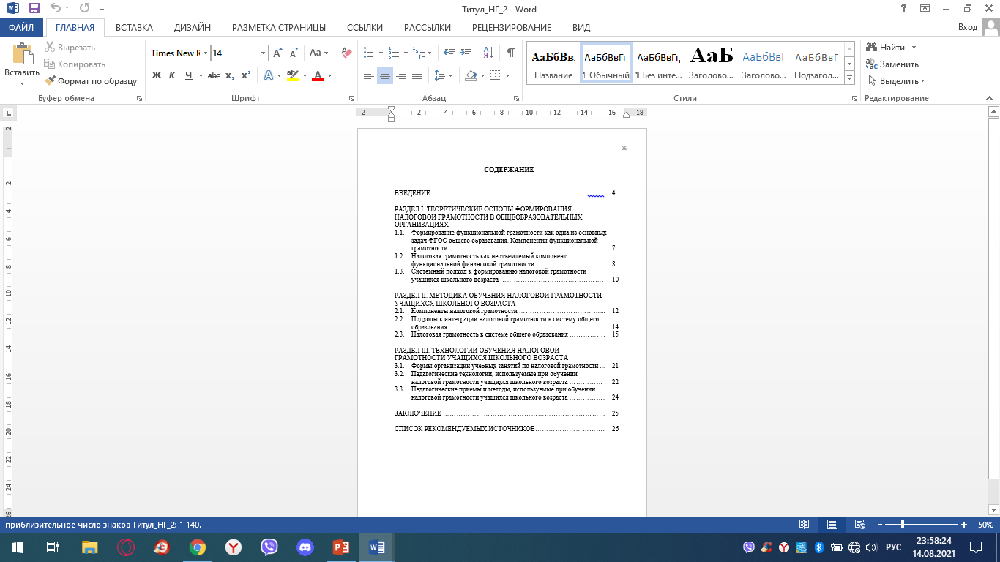 Титул_НГ_2 - Word
ФАЙЛ ГЛАВНАЯ ВСТАВКА ДИЗАЙН РАЗМЕТКА СТРАНИЦЫ ССЫЛКИ РАССЫЛКИ РЕЦЕНЗИРОВАНИЕ ВИД Вход
Вставить
Вырезать
Копировать
Формат по образцу
Буфер обмена
Times New R 14
Шрифт
Абзац
АаБбВв АаБбВвГг, АаБбВвГг, АаБ АаБбВвГ АаБбВвГ
Название ¶ Обычный ¶ Без инте... Заголово... Заголово... Подзагол...
Стили
Найти
Заменить
Выделить
Редактирование
2 2 4 6 8 10 12 14 16 18
25
СОДЕРЖАНИЕ
ВВЕДЕНИЕ ………………………………………………………………… 4
РАЗДЕЛ I. ТЕОРЕТИЧЕСКИЕ ОСНОВЫ ФОРМИРОВАНИЯ
НАЛОГОВОЙ ГРАМОТНОСТИ В ОБЩЕОБРАЗОВАТЕЛЬНЫХ
ОРГАНИЗАЦИЯХ
1.1. Формирование функциональной грамотности как одна из основных
задач ФГОС общего образования. Компоненты функциональной
грамотности …………………………………………………………… 7
1.2. Налоговая грамотность как неотъемлемый компонент
функциональной финансовой грамотности ………………………… 8
1.3. Системный подход к формированию налоговой грамотности
учащихся школьного возраста ………………………………………. 10
РАЗДЕЛ II. МЕТОДИКА ОБУЧЕНИЯ НАЛОГОВОЙ ГРАМОТНОСТИ
УЧАЩИХСЯ ШКОЛЬНОГО ВОЗРАСТА
2.1. Компоненты налоговой грамотности ………………………………... 12
2.2. Подходы к интеграции налоговой грамотности в систему общего
образования ………………………....................................................... 14
2.3. Налоговая грамотность в системе общего образования ……………. 15
РАЗДЕЛ III. ТЕХНОЛОГИИ ОБУЧЕНИЯ НАЛОГОВОЙ
ГРАМОТНОСТИ УЧАЩИХСЯ ШКОЛЬНОГО ВОЗРАСТА
3.1. Формы организации учебных занятий по налоговой грамотности ... 21
3.2. Педагогические технологии, используемые при обучении
налоговой грамотности учащихся школьного возраста …………… 22
3.3. Педагогические приемы и методы, используемые при обучении
налоговой грамотности учащихся школьного возраста ……………. 24
ЗАКЛЮЧЕНИЕ ……………………………………………………………… 25
СПИСОК РЕКОМЕНДУЕМЫХ ИСТОЧНИКОВ…………………………. 26
приблизительное число знаков Титул_НГ_2: 1 140.
50%
РУС
23:58:24
14.08.2021